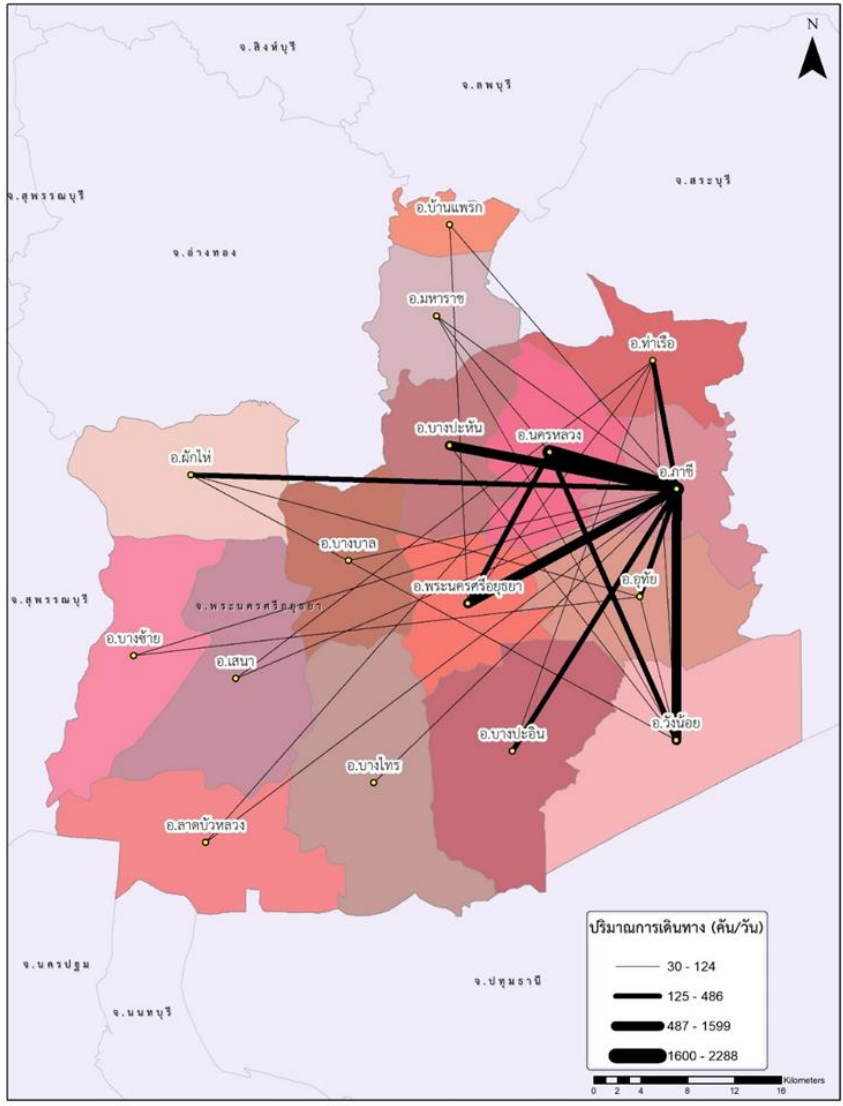 N
จ.สิงห์บุรี
จ.ลพบุรี
จ.สระบุรี
จ.สุพรรณบุรี
อ.บ้านแพรก
จ.อ่างทอง
อ.มหาราช
อ.ท่าเรือ
อ.บางปะหัน
อ.นครหลวง
อ.ผักไห่
อ.ภาชี
อ.บางบาล
อ.อุทัย
อ.พระนครศรีอยุธยา
จ.สุพรรณบุรี
จ.พระนครศรีอยุธยา
อ.บางซ้าย
อ.เสนา
อ.วังน้อย
อ.บางปะอิน
อ.บางไทร
อ.ลาดบัวหลวง
จ.นครปฐม
จ.ปทุมธานี
จ.นนทบุรี
ปริมาณการเดินทาง (คัน/วัน)
30 - 124
125 - 486
487 - 1599
1600 - 2288
Kilometers
0 2 4 8 12 16